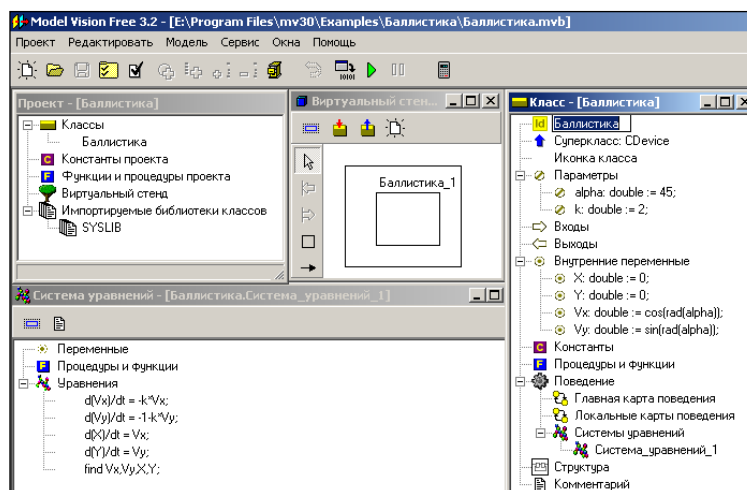 Model Vision Free 3.2 - [E:\Program Files\mv30\Examples\Баллистика\Баллистика.mvb]
Проект Редактировать Модель Сервис Окна Помощь
Проект - [Баллистика]
Классы
Баллистика
Константы проекта
Функции и процедуры проекта
Виртуальный стенд
Импортируемые библиотеки классов
SYSLIB
Виртуальный стен...
Баллистика_1
Класс - [Баллистика]
Баллистика
Суперкласс: CDevice
Иконка класса
Параметры
alpha: double := 45;
k: double := 2;
Входы
Выходы
Внутренние переменные
X: double := 0;
Y: double := 0;
Vx: double := cos(rad(alpha));
Vy: double := sin(rad(alpha));
Константы
Процедуры и функции
Поведение
Главная карта поведения
Локальные карты поведения
Системы уравнений
Система_уравнений_1
Структура
Комментарий
Система уравнений - [Баллистика.Система_уравнений_1]
Переменные
Процедуры и функции
Уравнения
d(Vx)/dt = -k*Vx;
d(Vy)/dt = -1-k*Vy;
d(X)/dt = Vx;
d(Y)/dt = Vy;
find Vx,Vy,X,Y;